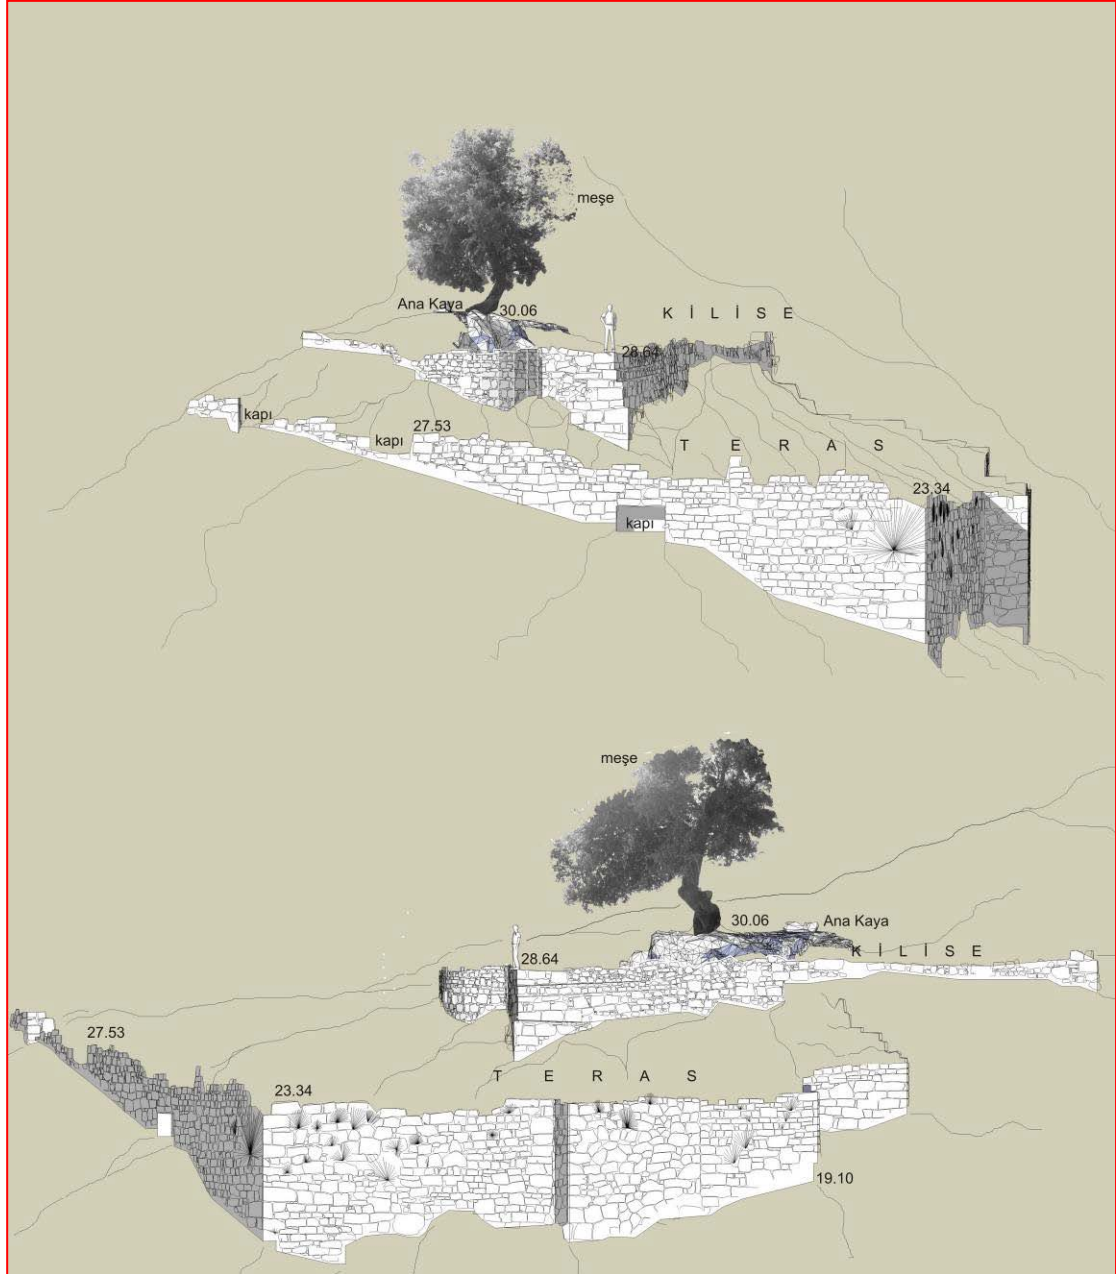 meşe
Ana Kaya
30.06
K İ L İ S E
28.64
kapı
kapı
27.53
T E R A S
23.34
kapı
meşe
30.06
Ana Kaya
K İ L İ S E
28.64
27.53
T E R A S
23.34
19.10